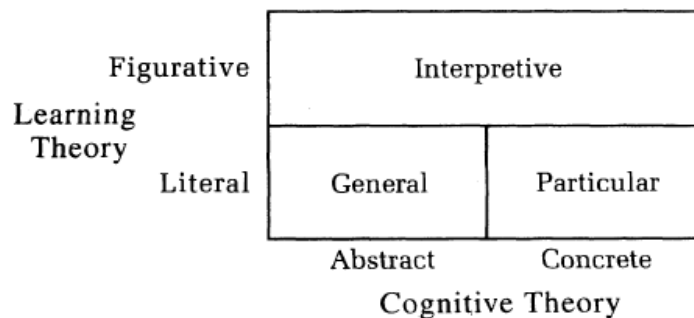 Figurative
Interpretive
Learning
Theory
Literal
General
Particular
Abstract
Concrete
Cognitive Theory